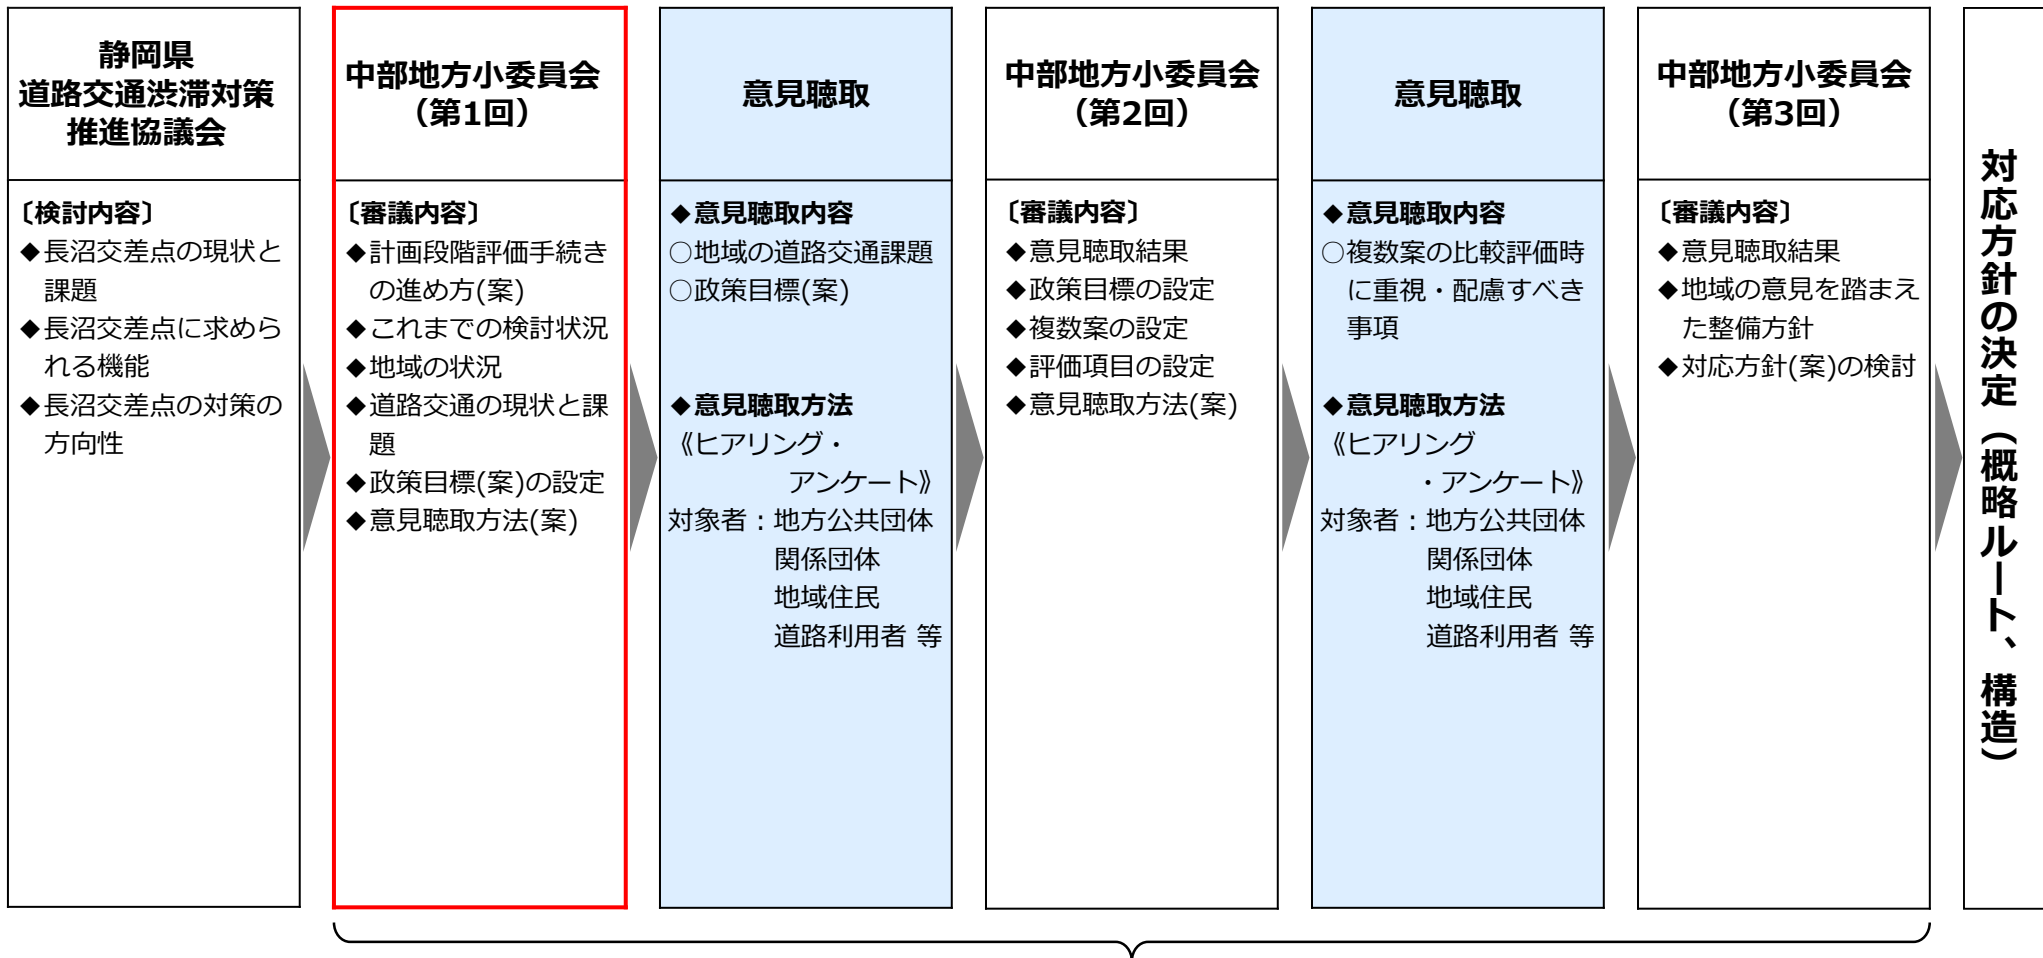 静岡県
道路交通渋滞対策
推進協議会
〔検討内容〕
◆長沼交差点の現状と
課題
◆長沼交差点に求めら
れる機能
◆長沼交差点の対策の
方向性
中部地方小委員会
（第1回）
〔審議内容〕
◆計画段階評価手続き
の進め方(案)
◆これまでの検討状況
◆地域の状況
◆道路交通の現状と課
題
◆政策目標(案)の設定
◆意見聴取方法(案)
意見聴取
◆意見聴取内容
○地域の道路交通課題
○政策目標(案)
◆意見聴取方法
《ヒアリング・
アンケート》
対象者：地方公共団体
関係団体
地域住民
道路利用者 等
中部地方小委員会
（第2回）
〔審議内容〕
◆意見聴取結果
◆政策目標の設定
◆複数案の設定
◆評価項目の設定
◆意見聴取方法(案)
意見聴取
◆意見聴取内容
○複数案の比較評価時
に重視・配慮すべき
事項
◆意見聴取方法
《ヒアリング
・アンケート》
対象者：地方公共団体
関係団体
地域住民
道路利用者 等
中部地方小委員会
（第3回）
〔審議内容〕
◆意見聴取結果
◆地域の意見を踏まえ
た整備方針
◆対応方針(案)の検討
対応方針の決定（概略ルート、構造）